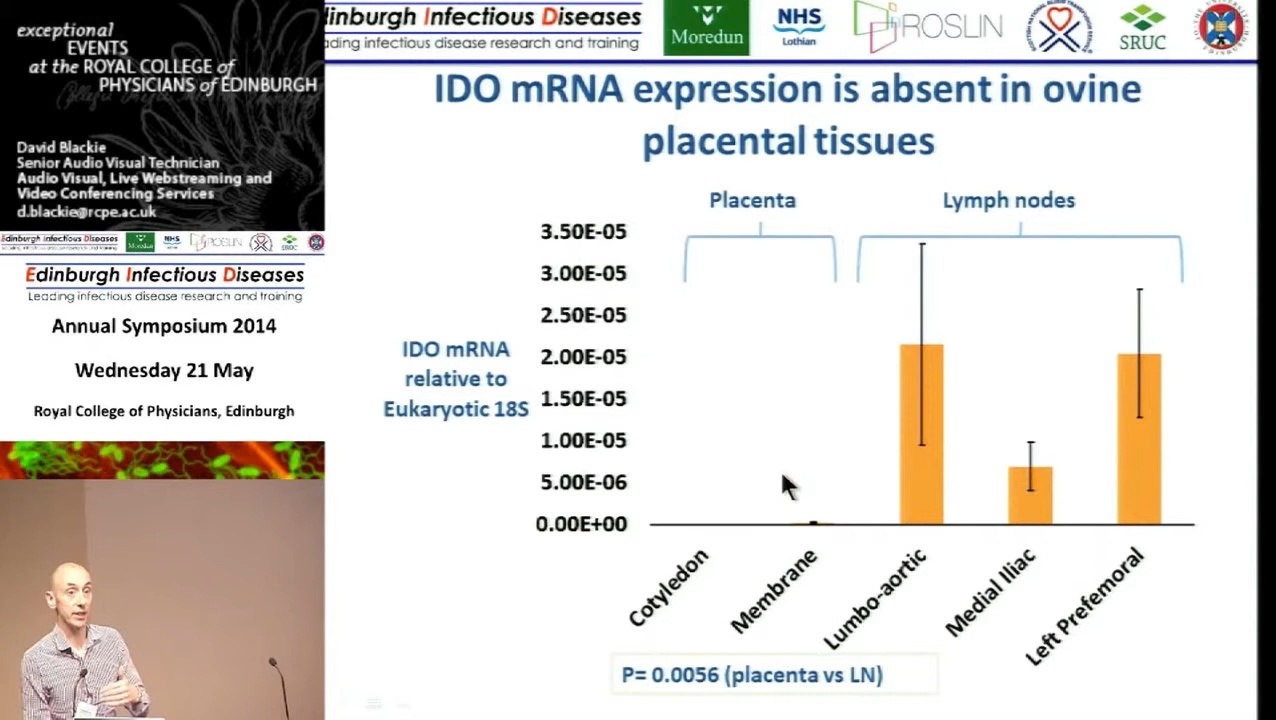 exceptional
EVENTS
at the ROYAL COLLEGE of
PHYSICIANS of EDINBURGH
David Blackie
Senior Audio Visual Technician
Audio Visual, Live Webstreaming and
Video Conferencing Services
d.blackie@rcpe.ac.uk
Edinburgh Infectious Diseases
Leading infectious disease research and training
Annual Symposium 2014
Wednesday 21 May
Royal College of Physicians, Edinburgh
dinburgh Infectious Diseases
ading infectious disease research and training
Moredun
NHS
Lothian
ROSLIN
SRUC
IDO mRNA expression is absent in ovine
placental tissues
Placenta
Lymph nodes
3.50E-05
3.00E-05
2.50E-05
2.00E-05
1.50E-05
1.00E-05
5.00E-06
0.00E+00
IDO mRNA
relative to
Eukaryotic 18S
Cotyledon
Membrane
Lumbo-aortic
Medial Iliac
Left Prefemoral
P= 0.0056 (placenta vs LN)